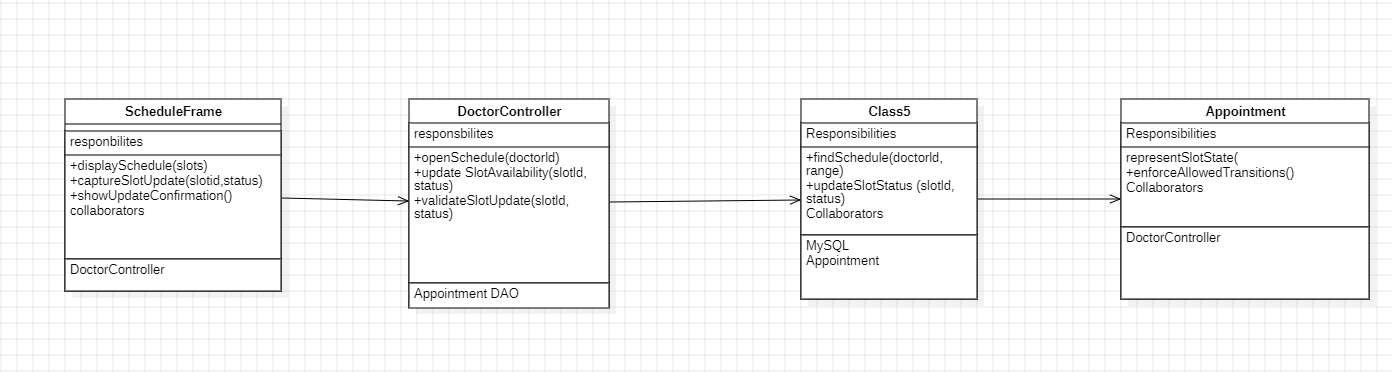 ScheduleFrame
responbilites
+displaySchedule(slots)
+captureSlotUpdate(slotid,status)
+showUpdateConfirmation()
collaborators
DoctorController
DoctorController
responsbilites
+openSchedule(doctorId)
+update SlotAvailability(slotId,
status)
+validateSlotUpdate(slotId,
status)
Appointment DAO
Class5
Responsibilities
+findSchedule(doctorId,
range)
+updateSlotStatus (slotId,
status)
Collaborators
MySQL
Appointment
Appointment
Responsibilities
representSlotState(
+enforceAllowedTransitions()
Collaborators
DoctorController